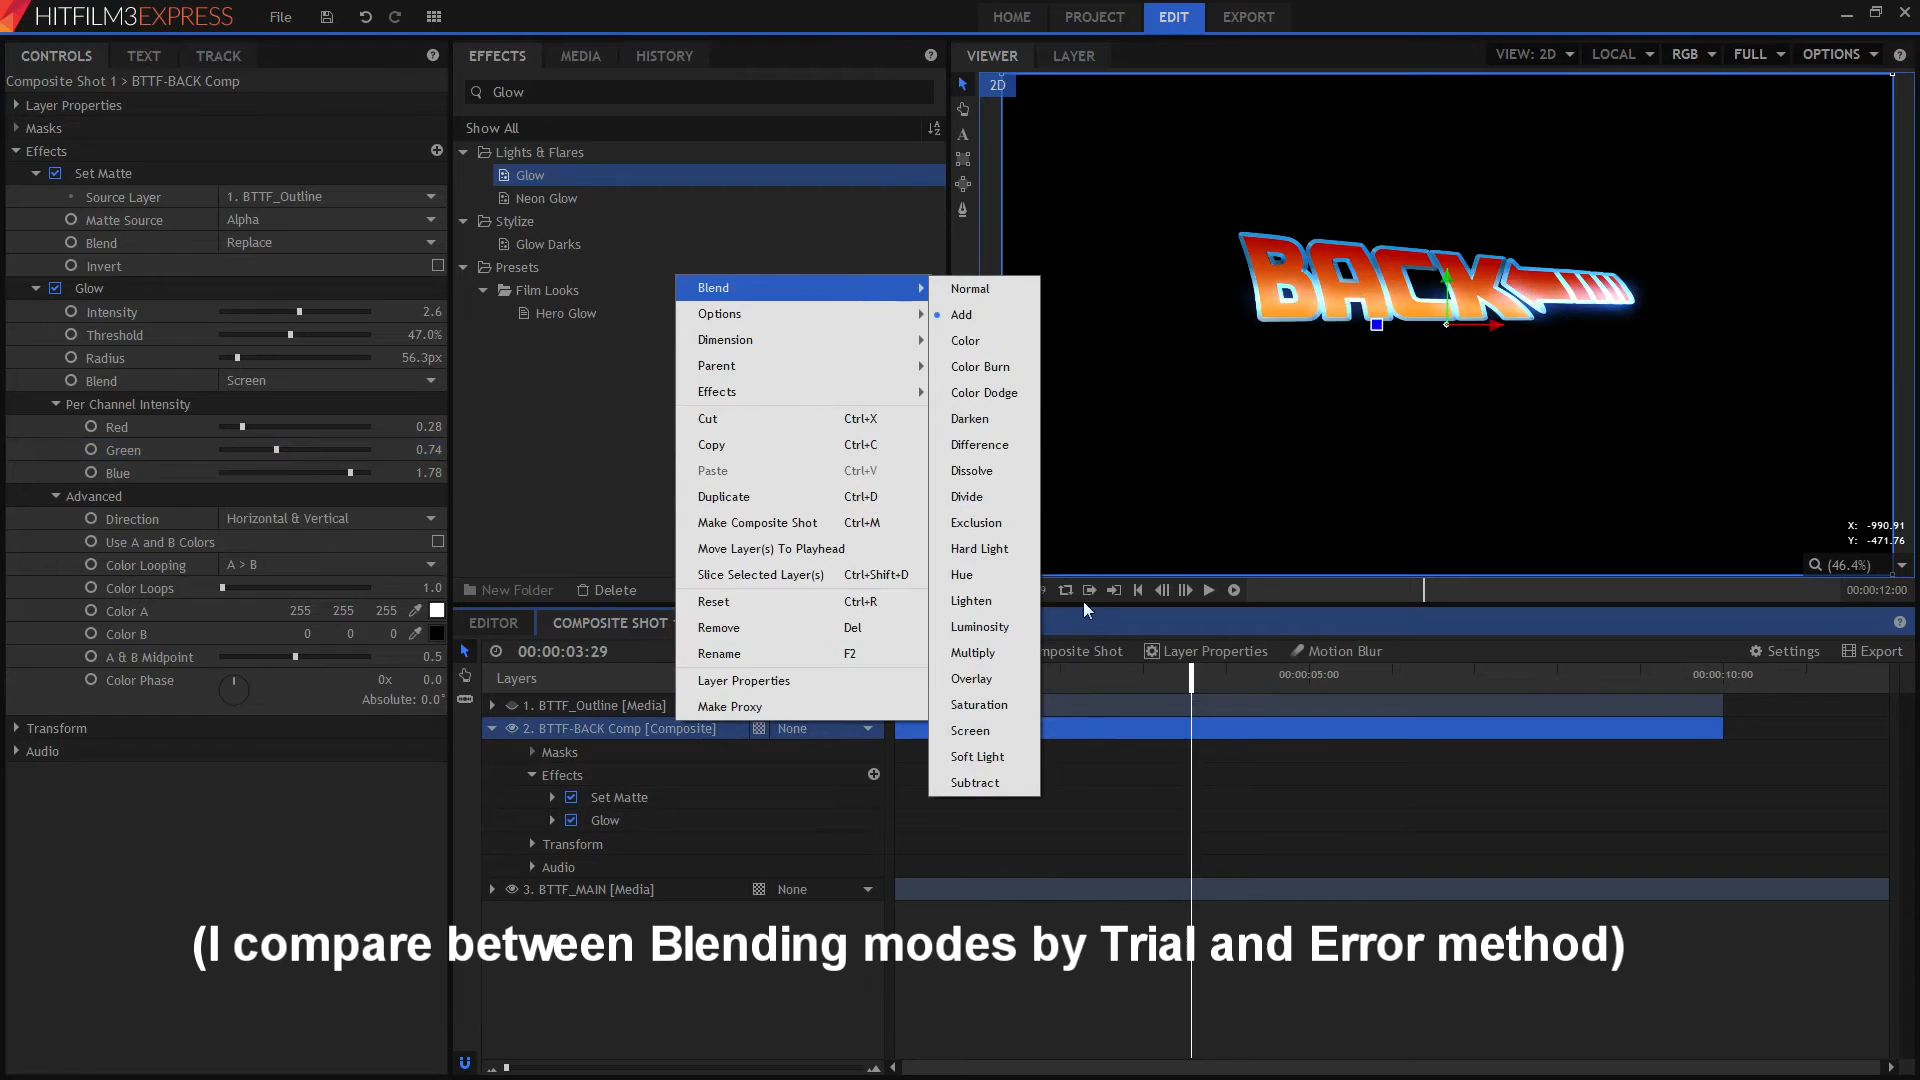 HITFILM3EXPRESS
File
HOME
PROJECT
EDIT
EXPORT
CONTROLS
TEXT
TRACK
Composite Shot 1 > BTTF-BACK Comp
Layer Properties
Masks
Effects
Set Matte
Source Layer 1. BTTF_Outline
Matte Source Alpha
Blend Replace
Invert
Glow
Intensity 2.6
Threshold 47.0%
Radius 56.3px
Blend Screen
Per Channel Intensity
Red 0.28
Green 0.74
Blue 1.78
Advanced
Direction Horizontal & Vertical
Use A and B Colors
Color Looping A > B
Color Loops 1.0
Color A 255 255 255
Color B 0 0 0
A & B Midpoint 0.5
Color Phase 0x 0.0
Absolute: 0.0°
Transform
Audio
EFFECTS
MEDIA
HISTORY
Glow
Show All
Lights & Flares
Glow
Neon Glow
Stylize
Glow Darks
Presets
Film Looks
Hero Glow
New Folder
Delete
Blend
Options
Dimension
Parent
Effects
Cut Ctrl+X
Copy Ctrl+C
Paste Ctrl+V
Duplicate Ctrl+D
Make Composite Shot Ctrl+M
Move Layer(s) To Playhead
Slice Selected Layer(s) Ctrl+Shift+D
Reset Ctrl+R
Remove Del
Rename F2
Layer Properties
Make Proxy
Normal
Add
Color
Color Burn
Color Dodge
Darken
Difference
Dissolve
Divide
Exclusion
Hard Light
Hue
Lighten
Luminosity
Multiply
Overlay
Saturation
Screen
Soft Light
Subtract
VIEWER
LAYER
VIEW: 2D
LOCAL
RGB
FULL
OPTIONS
2D
BACK
X: -990.91
Y: -471.76
(46.4%)
00:00:12:00
EDITOR
COMPOSITE SHOT
00:00:03:29
mposite Shot
Layer Properties
Motion Blur
Settings
Export
Layers
00:00:05:00
00:00:10:00
1. BTTF_Outline [Media]
2. BTTF-BACK Comp [Composite] None
Masks
Effects
Set Matte
Glow
Transform
Audio
3. BTTF_MAIN [Media] None
(I compare between Blending modes by Trial and Error method)